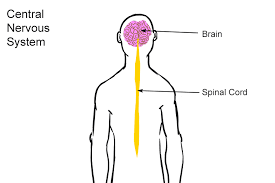 Central
Nervous
System
Brain
Spinal Cord